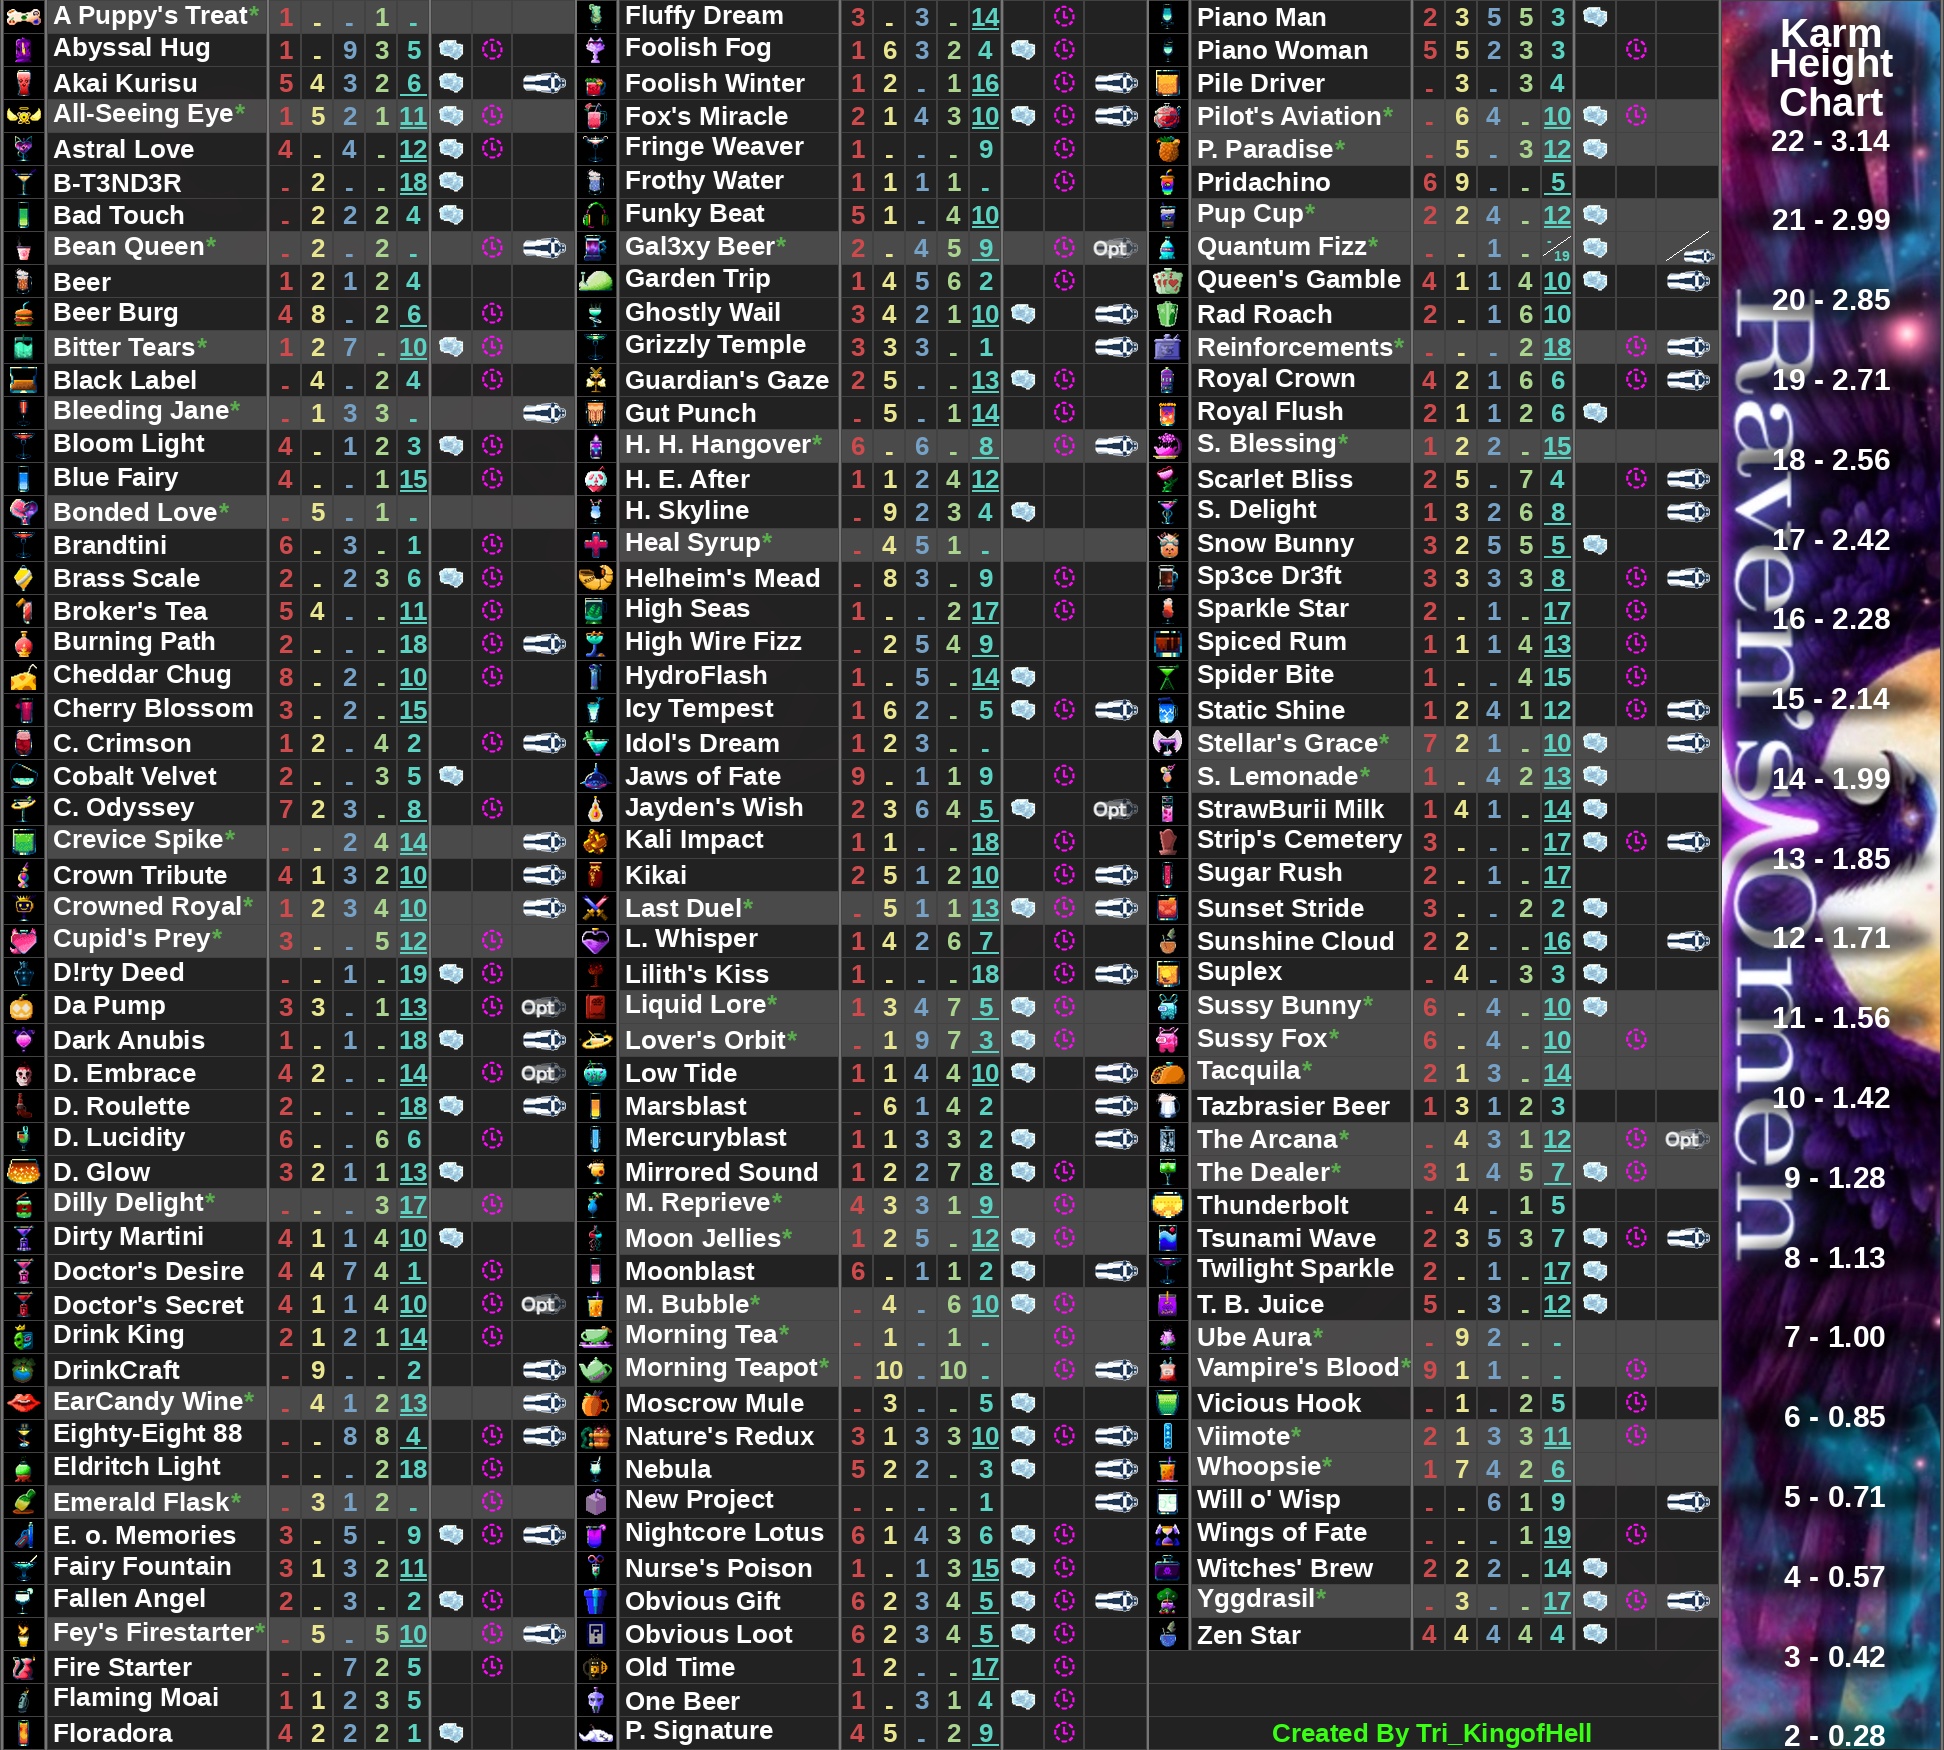 A Puppy's Treat* 1 - - 1 -
Abyssal Hug 1 - 9 3 5
Akai Kurisu 5 4 3 2 6
All-Seeing Eye* 1 5 2 1 11
Astral Love 4 - 4 - 12
B-T3ND3R - 2 - - 18
Bad Touch - 2 2 2 4
Bean Queen* - 2 - 2 -
Beer 1 2 1 2 4
Beer Burg 4 8 - 2 6
Bitter Tears* 1 2 7 - 10
Black Label - 4 - 2 4
Bleeding Jane* - 1 3 3 -
Bloom Light 4 - 1 2 3
Blue Fairy 4 - - 1 15
Bonded Love* - 5 - 1 -
Brandtini 6 - 3 - 1
Brass Scale 2 - 2 3 6
Broker's Tea 5 4 - - 11
Burning Path 2 - - - 18
Cheddar Chug 8 - 2 - 10
Cherry Blossom 3 - 2 - 15
C. Crimson 1 2 - 4 2
Cobalt Velvet 2 - - 3 5
C. Odyssey 7 2 3 - 8
Crevice Spike* - - 2 4 14
Crown Tribute 4 1 3 2 10
Crowned Royal* 1 2 3 4 10
Cupid's Prey* 3 - - 5 12
D!rty Deed - - 1 - 19
Da Pump 3 3 - 1 13 Opt
Dark Anubis 1 - 1 - 18
D. Embrace 4 2 - - 14 Opt
D. Roulette 2 - - - 18
D. Lucidity 6 - - 6 6
D. Glow 3 2 1 1 13
Dilly Delight* - - - 3 17
Dirty Martini 4 1 1 4 10
Doctor's Desire 4 4 7 4 1
Doctor's Secret 4 1 1 4 10 Opt
Drink King 2 1 2 1 14
DrinkCraft - 9 - - 2
EarCandy Wine* - 4 1 2 13
Eighty-Eight 88 - - 8 8 4
Eldritch Light - - - 2 18
Emerald Flask* - 3 1 2 -
E. o. Memories 3 - 5 - 9
Fairy Fountain 3 1 3 2 11
Fallen Angel 2 - 3 - 2
Fey's Firestarter* - 5 - 5 10
Fire Starter - - 7 2 5
Flaming Moai 1 1 2 3 5
Floradora 4 2 2 2 1
Fluffy Dream 3 - 3 - 14
Foolish Fog 1 6 3 2 4
Foolish Winter 1 2 - 1 16
Fox's Miracle 2 1 4 3 10
Fringe Weaver 1 - - - 9
Frothy Water 1 1 1 1 -
Funky Beat 5 1 - 4 10
Gal3xy Beer* 2 - 4 5 9 Opt
Garden Trip 1 4 5 6 2
Ghostly Wail 3 4 2 1 10
Grizzly Temple 3 3 3 - 1
Guardian's Gaze 2 5 - - 13
Gut Punch - 5 - 1 14
H. H. Hangover* 6 - 6 - 8
H. E. After 1 1 2 4 12
H. Skyline - 9 2 3 4
Heal Syrup* - 4 5 1 -
Helheim's Mead - 8 3 - 9
High Seas 1 - - 2 17
High Wire Fizz - 2 5 4 9
HydroFlash 1 - 5 - 14
Icy Tempest 1 6 2 - 5
Idol's Dream 1 2 3 - -
Jaws of Fate 9 - 1 1 9
Jayden's Wish 2 3 6 4 5 Opt
Kali Impact 1 1 - - 18
Kikai 2 5 1 2 10
Last Duel* - 5 1 1 13
L. Whisper 1 4 2 6 7
Lilith's Kiss 1 - - - 18
Liquid Lore* 1 3 4 7 5
Lover's Orbit* - 1 9 7 3
Low Tide 1 1 4 4 10
Marsblast - 6 1 4 2
Mercuryblast 1 1 3 3 2
Mirrored Sound 1 2 2 7 8
M. Reprieve* 4 3 3 1 9
Moon Jellies* 1 2 5 - 12
Moonblast 6 - 1 1 2
M. Bubble* - 4 - 6 10
Morning Tea* - 1 - 1 -
Morning Teapot* - 10 - 10 -
Moscrow Mule - 3 - - 5
Nature's Redux 3 1 3 3 10
Nebula 5 2 2 - 3
New Project - - - - 1
Nightcore Lotus 6 1 4 3 6
Nurse's Poison 1 - 1 3 15
Obvious Gift 6 2 3 4 5
Obvious Loot 6 2 3 4 5
Old Time 1 2 - - 17
One Beer 1 - 3 1 4
P. Signature 4 5 - 2 9
Piano Man 2 3 5 5 3
Piano Woman 5 5 2 3 3
Pile Driver - 3 - 3 4
Pilot's Aviation* - 6 4 - 10
P. Paradise* - 5 - 3 12
Pridachino 6 9 - - 5
Pup Cup* 2 2 4 - 12
Quantum Fizz* - - 1 - -/19
Queen's Gamble 4 1 1 4 10
Rad Roach 2 - 1 6 10
Reinforcements* - - - 2 18
Royal Crown 4 2 1 6 6
Royal Flush 2 1 1 2 6
S. Blessing* 1 2 2 - 15
Scarlet Bliss 2 5 - 7 4
S. Delight 1 3 2 6 8
Snow Bunny 3 2 5 5 5
Sp3ce Dr3ft 3 3 3 3 8
Sparkle Star 2 - 1 - 17
Spiced Rum 1 1 1 4 13
Spider Bite 1 - - 4 15
Static Shine 1 2 4 1 12
Stellar's Grace* 7 2 1 - 10
S. Lemonade* 1 - 4 2 13
StrawBurii Milk 1 4 1 - 14
Strip's Cemetery 3 - - - 17
Sugar Rush 2 - 1 - 17
Sunset Stride 3 - - 2 2
Sunshine Cloud 2 2 - - 16
Suplex - 4 - 3 3
Sussy Bunny* 6 - 4 - 10
Sussy Fox* 6 - 4 - 10
Tacquila* 2 1 3 - 14
Tazbrasier Beer 1 3 1 2 3
The Arcana* - 4 3 1 12 Opt
The Dealer* 3 1 4 5 7
Thunderbolt - 4 - 1 5
Tsunami Wave 2 3 5 3 7
Twilight Sparkle 2 - 1 - 17
T. B. Juice 5 - 3 - 12
Ube Aura* - 9 2 - -
Vampire's Blood* 9 1 1 - -
Vicious Hook - 1 - 2 5
Viimote* 2 1 3 3 11
Whoopsie* 1 7 4 2 6
Will o' Wisp - - 6 1 9
Wings of Fate - - - 1 19
Witches' Brew 2 2 2 - 14
Yggdrasil* - 3 - - 17
Zen Star 4 4 4 4 4
Created By Tri_KingofHell
Karm
Height
Chart
22 - 3.14
21 - 2.99
20 - 2.85
19 - 2.71
18 - 2.56
17 - 2.42
16 - 2.28
15 - 2.14
14 - 1.99
13 - 1.85
12 - 1.71
11 - 1.56
10 - 1.42
9 - 1.28
8 - 1.13
7 - 1.00
6 - 0.85
5 - 0.71
4 - 0.57
3 - 0.42
2 - 0.28
Raven's Omen